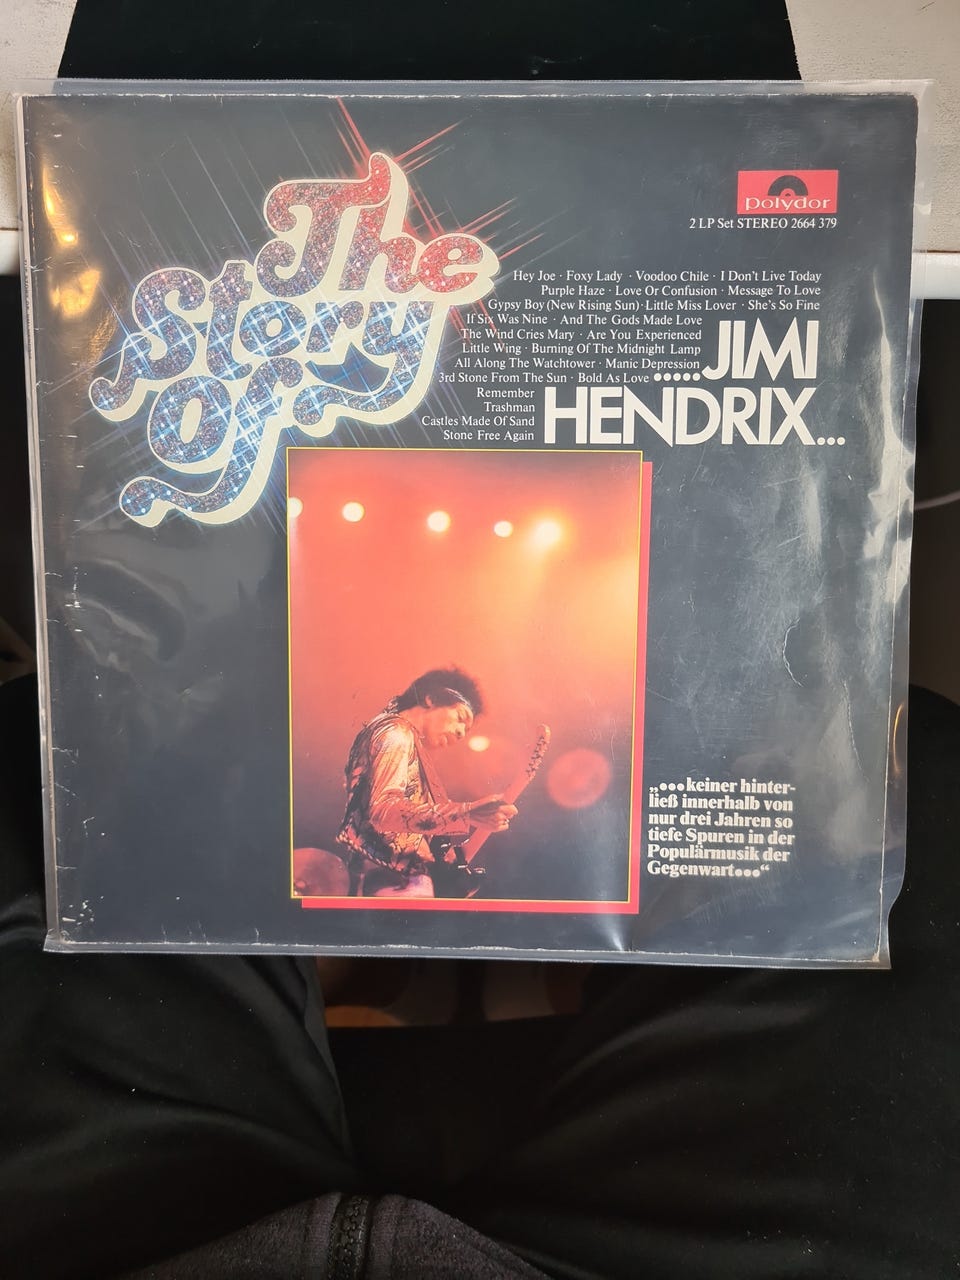 The
Story
Of
polydor
2 LP Set STEREO 2664 379
Hey Joe · Foxy Lady · Voodoo Chile · I Don't Live Today
Purple Haze · Love Or Confusion · Message To Love
Gypsy Boy (New Rising Sun) · Little Miss Lover · She's So Fine
If Six Was Nine · And The Gods Made Love
The Wind Cries Mary · Are You Experienced
Little Wing · Burning Of The Midnight Lamp
All Along The Watchtower · Manic Depression
3rd Stone From The Sun · Bold As Love
Remember
Trashman
Castles Made Of Sand
Stone Free Again
.....JIMI
HENDRIX...
„...keiner hinter-
ließ innerhalb von
nur drei Jahren so
tiefe Spuren in der
Populärmusik der
Gegenwart...“